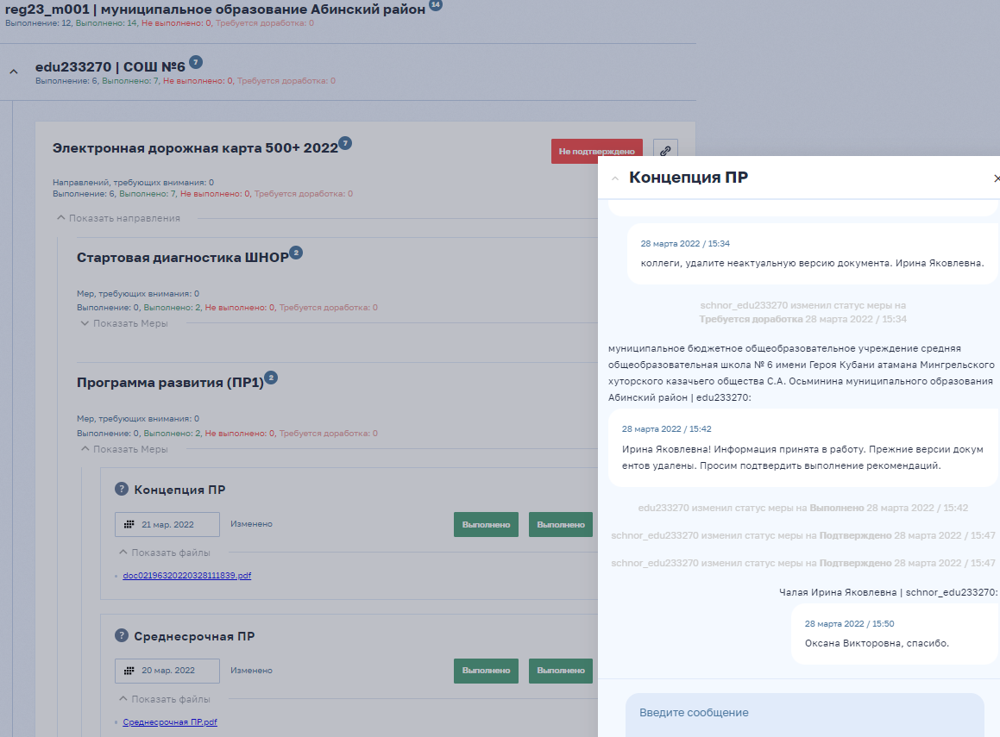 reg23_m001 | муниципальное образование Абинский район 14
Выполнение: 12, Выполнено: 14, Не выполнено: 0, Требуется доработка: 0
edu233270 | СОШ №6 7
Выполнение: 6, Выполнено: 7, Не выполнено: 0, Требуется доработка: 0
Электронная дорожная карта 500+ 2022 7
Не подтверждено
Направлений, требующих внимания: 0
Выполнение: 6, Выполнено: 7, Не выполнено: 0, Требуется доработка: 0
Показать направления
Стартовая диагностика ШНОР 2
Мер, требующих внимания: 0
Выполнение: 0, Выполнено: 2, Не выполнено: 0, Требуется доработка: 0
Показать Меры
Программа развития (ПР1) 2
Мер, требующих внимания: 0
Выполнение: 0, Выполнено: 2, Не выполнено: 0, Требуется доработка: 0
Показать Меры
? Концепция ПР
21 мар. 2022 Изменено Выполнено Выполнено
Показать файлы
doc02196320220328111839.pdf
? Среднесрочная ПР
20 мар. 2022 Изменено Выполнено Выполнено
Показать файлы
Среднесрочная ПР.pdf
Концепция ПР
28 марта 2022 / 15:34
коллеги, удалите неактуальную версию документа. Ирина Яковлевна.
schnor_edu233270 изменил статус меры на
Требуется доработка 28 марта 2022 / 15:34
муниципальное бюджетное общеобразовательное учреждение средняя
общеобразовательная школа № 6 имени Героя Кубани атамана Мингрельского
хуторского казачьего общества С.А. Осьминина муниципального образования
Абинский район | edu233270:
28 марта 2022 / 15:42
Ирина Яковлевна! Информация принята в работу. Прежние версии докум
ентов удалены. Просим подтвердить выполнение рекомендаций.
edu233270 изменил статус меры на Выполнено 28 марта 2022 / 15:42
schnor_edu233270 изменил статус меры на Подтверждено 28 марта 2022 / 15:47
schnor_edu233270 изменил статус меры на Подтверждено 28 марта 2022 / 15:47
Чалая Ирина Яковлевна | schnor_edu233270:
28 марта 2022 / 15:50
Оксана Викторовна, спасибо.
Введите сообщение